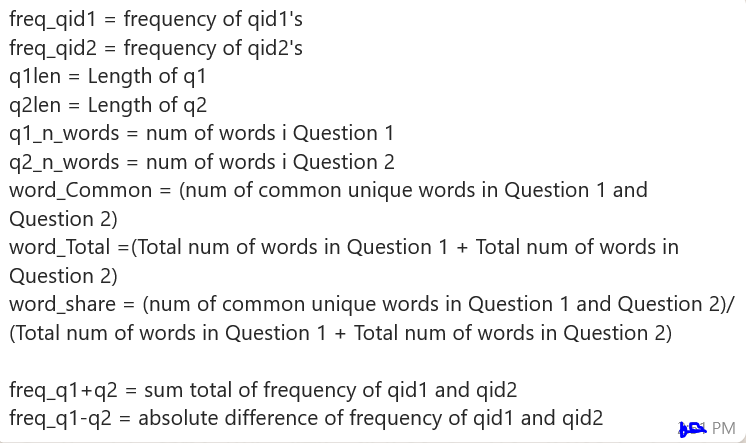 freq_qid1 = frequency of qid1's
freq_qid2 = frequency of qid2's
q1len = Length of q1
q2len = Length of q2
q1_n_words = num of words i Question 1
q2_n_words = num of words i Question 2
word_Common = (num of common unique words in Question 1 and
Question 2)
word_Total =(Total num of words in Question 1 + Total num of words in
Question 2)
word_share = (num of common unique words in Question 1 and Question 2)/
(Total num of words in Question 1 + Total num of words in Question 2)
freq_q1+q2 = sum total of frequency of qid1 and qid2
freq_q1-q2 = absolute difference of frequency of qid1 and qid2
PM